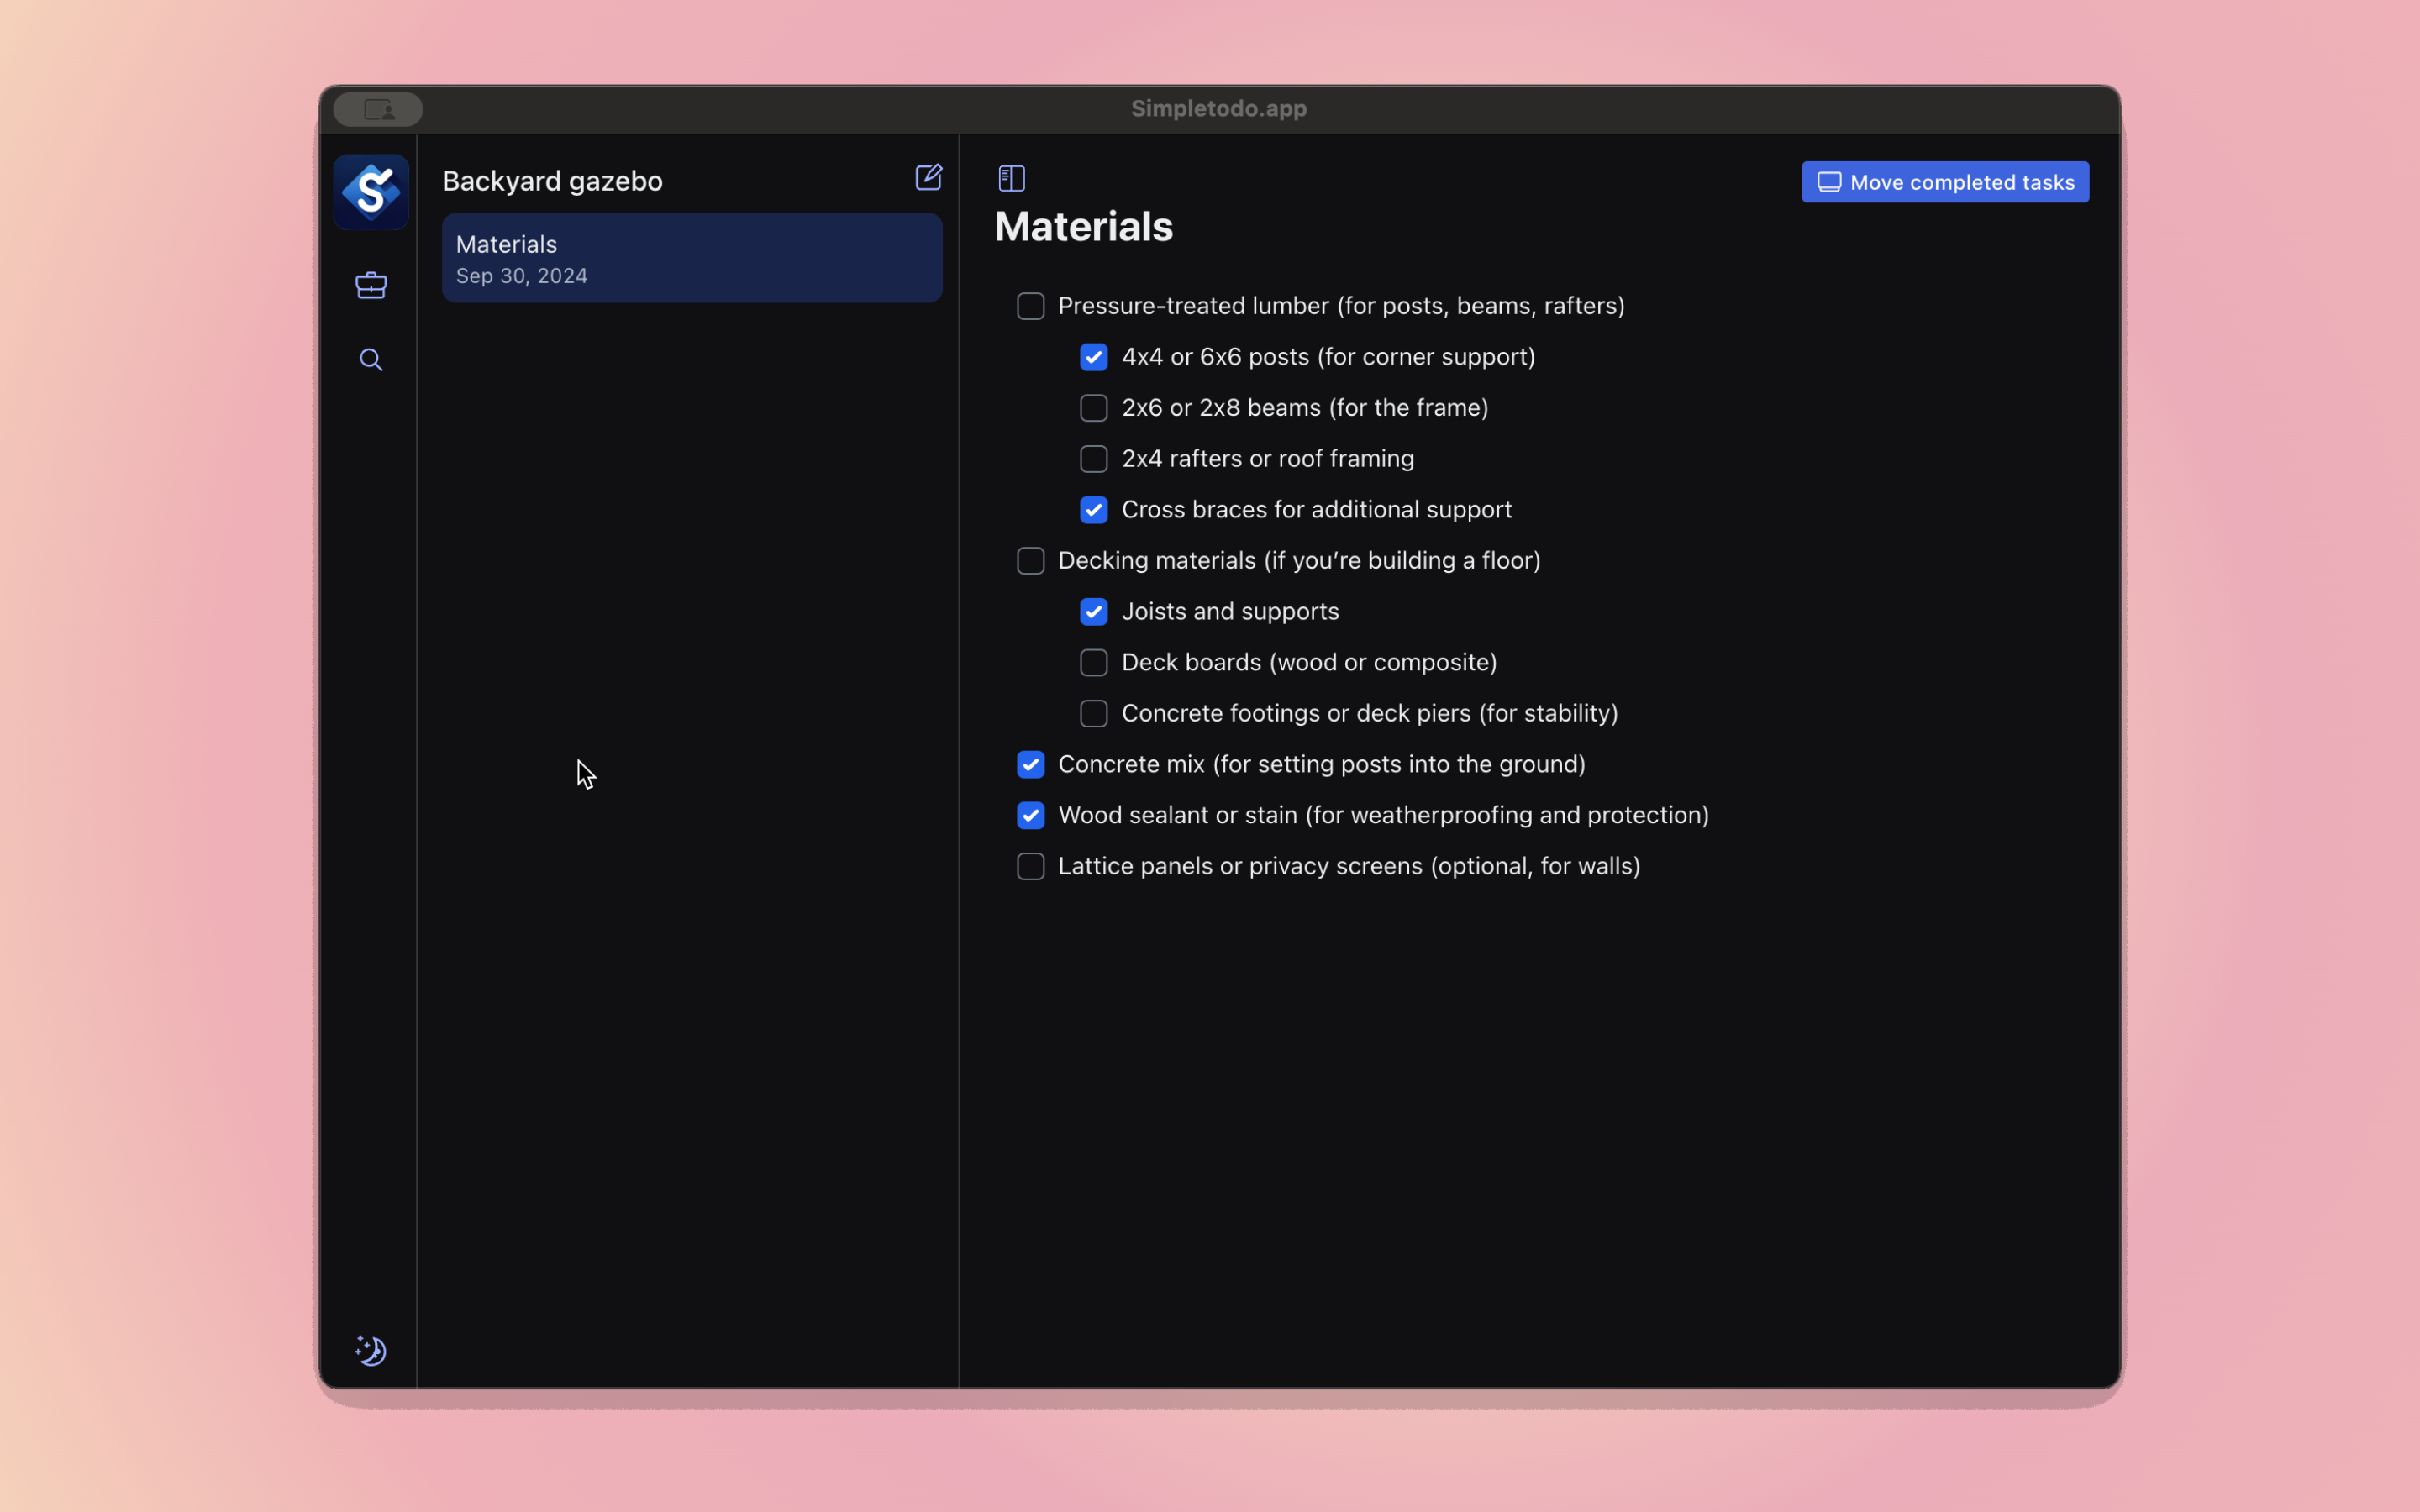 Simpletodo.app
Backyard gazebo
Materials
Sep 30, 2024
Move completed tasks
Materials
Pressure-treated lumber (for posts, beams, rafters)
4x4 or 6x6 posts (for corner support)
2x6 or 2x8 beams (for the frame)
2x4 rafters or roof framing
Cross braces for additional support
Decking materials (if you’re building a floor)
Joists and supports
Deck boards (wood or composite)
Concrete footings or deck piers (for stability)
Concrete mix (for setting posts into the ground)
Wood sealant or stain (for weatherproofing and protection)
Lattice panels or privacy screens (optional, for walls)